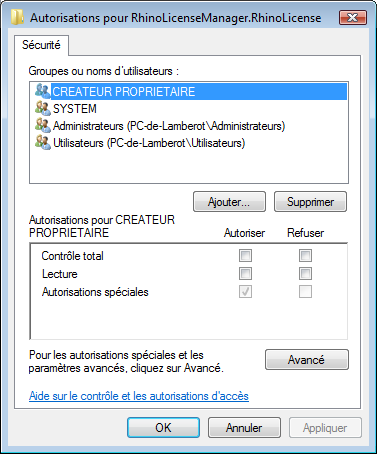 Autorisations pour RhinoLicenseManager.RhinoLicense
Sécurité
Groupes ou noms d'utilisateurs :
CREATEUR PROPRIETAIRE
SYSTEM
Administrateurs (PC-de-Lamberot\Administrateurs)
Utilisateurs (PC-de-Lamberot\Utilisateurs)
Ajouter... Supprimer
Autorisations pour CREATEUR
PROPRIETAIRE Autoriser Refuser
Contrôle total
Lecture
Autorisations spéciales
Pour les autorisations spéciales et les
paramètres avancés, cliquez sur Avancé.
Avancé
Aide sur le contrôle et les autorisations d'accès
OK Annuler Appliquer